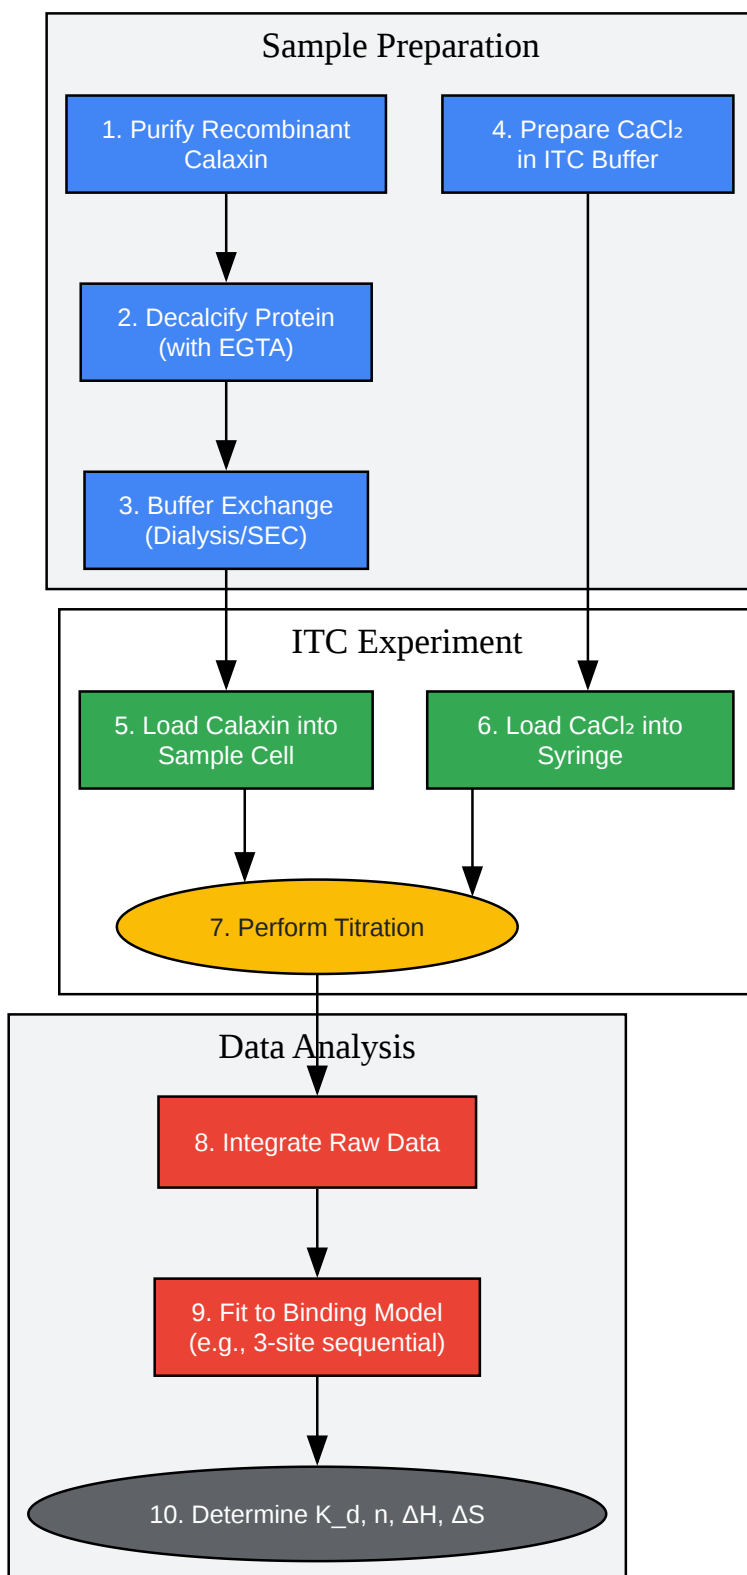 Sample Preparation
1. Purify Recombinant
Calaxin
4. Prepare CaCl₂
in ITC Buffer
2. Decalcify Protein
(with EGTA)
3. Buffer Exchange
(Dialysis/SEC)
ITC Experiment
5. Load Calaxin into
Sample Cell
6. Load CaCl₂ into
Syringe
7. Perform Titration
Data Analysis
8. Integrate Raw Data
9. Fit to Binding Model
(e.g., 3-site sequential)
10. Determine K_d, n, ΔH, ΔS